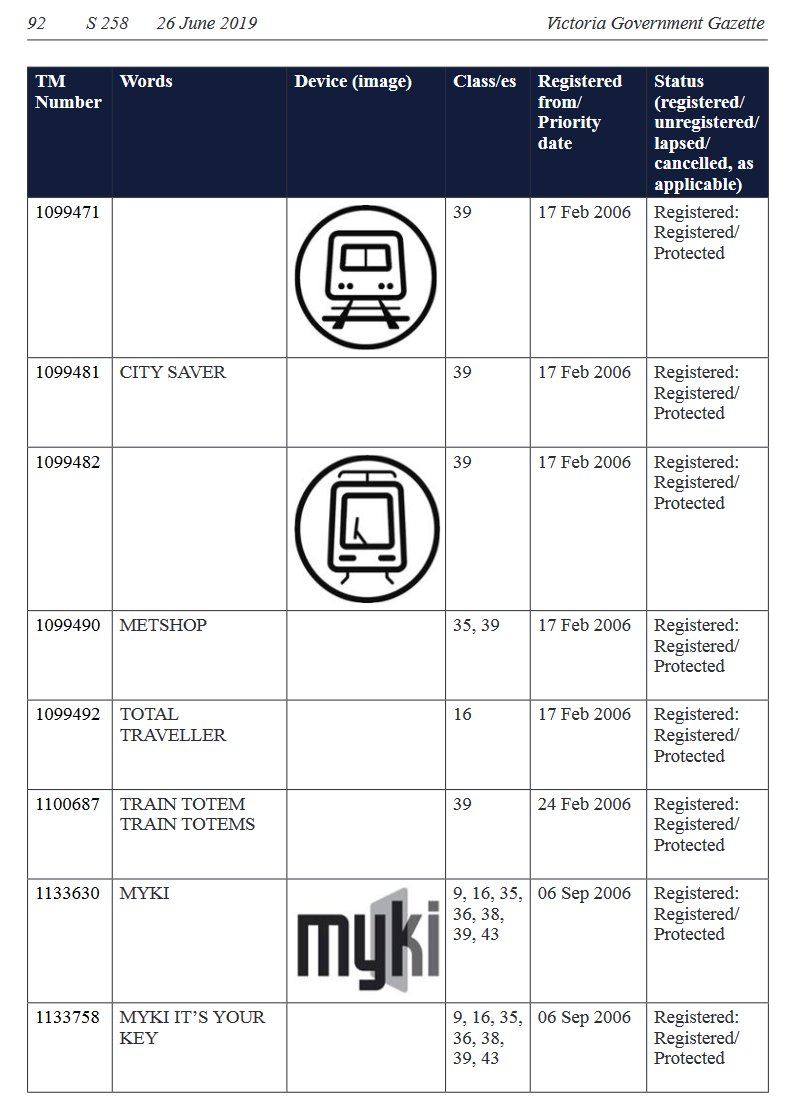 92 S 258 26 June 2019 Victoria Government Gazette
TM Number Words Device (image) Class/es Registered from/ Priority date Status (registered/ unregistered/ lapsed/ cancelled, as applicable)
1099471 39 17 Feb 2006 Registered:
Registered/
Protected
1099481 CITY SAVER 39 17 Feb 2006 Registered:
Registered/
Protected
1099482 39 17 Feb 2006 Registered:
Registered/
Protected
1099490 METSHOP 35, 39 17 Feb 2006 Registered:
Registered/
Protected
1099492 TOTAL 16 17 Feb 2006 Registered:
TRAVELLER Registered/
Protected
1100687 TRAIN TOTEM 39 24 Feb 2006 Registered:
TRAIN TOTEMS Registered/
Protected
1133630 MYKI myki 9, 16, 35, 06 Sep 2006 Registered:
36, 38, Registered/
39, 43 Protected
1133758 MYKI IT'S YOUR 9, 16, 35, 06 Sep 2006 Registered:
KEY 36, 38, Registered/
39, 43 Protected